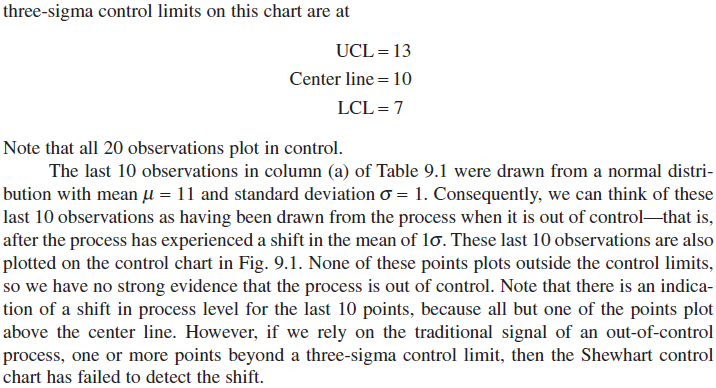 three-sigma control limits on this chart are at
UCL = 13
Center line = 10
LCL = 7
Note that all 20 observations plot in control.
The last 10 observations in column (a) of Table 9.1 were drawn from a normal distri-
bution with mean μ = 11 and standard deviation σ = 1. Consequently, we can think of these
last 10 observations as having been drawn from the process when it is out of control—that is,
after the process has experienced a shift in the mean of 1σ. These last 10 observations are also
plotted on the control chart in Fig. 9.1. None of these points plots outside the control limits,
so we have no strong evidence that the process is out of control. Note that there is an indica-
tion of a shift in process level for the last 10 points, because all but one of the points plot
above the center line. However, if we rely on the traditional signal of an out-of-control
process, one or more points beyond a three-sigma control limit, then the Shewhart control
chart has failed to detect the shift.